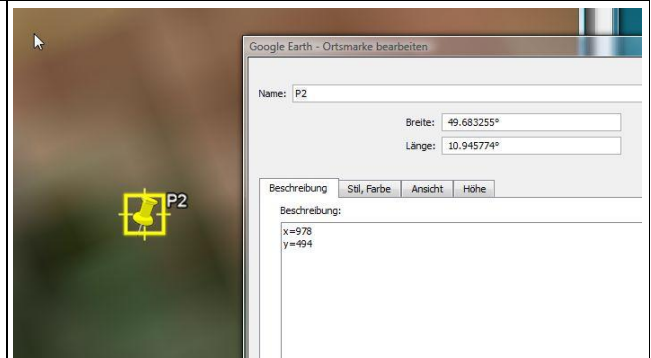 Google Earth - Ortsmarke bearbeiten
Name: P2
Breite: 49.683255°
Länge: 10.945774°
P2
Beschreibung Stil, Farbe Ansicht Höhe
Beschreibung:
x=978
y=494